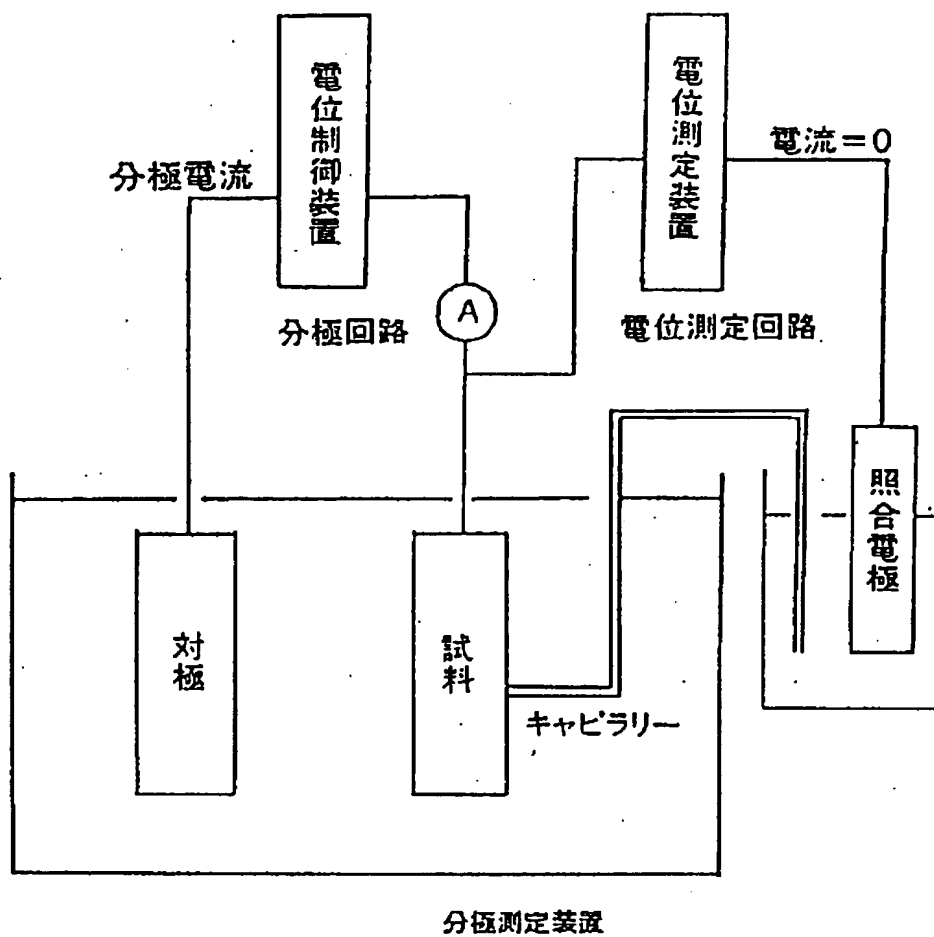 電位制御装置
電位測定装置
電流=0
分極電流
A
分極回路
電位測定回路
照合電極
対極
試料
キャピラリー
分極測定装置